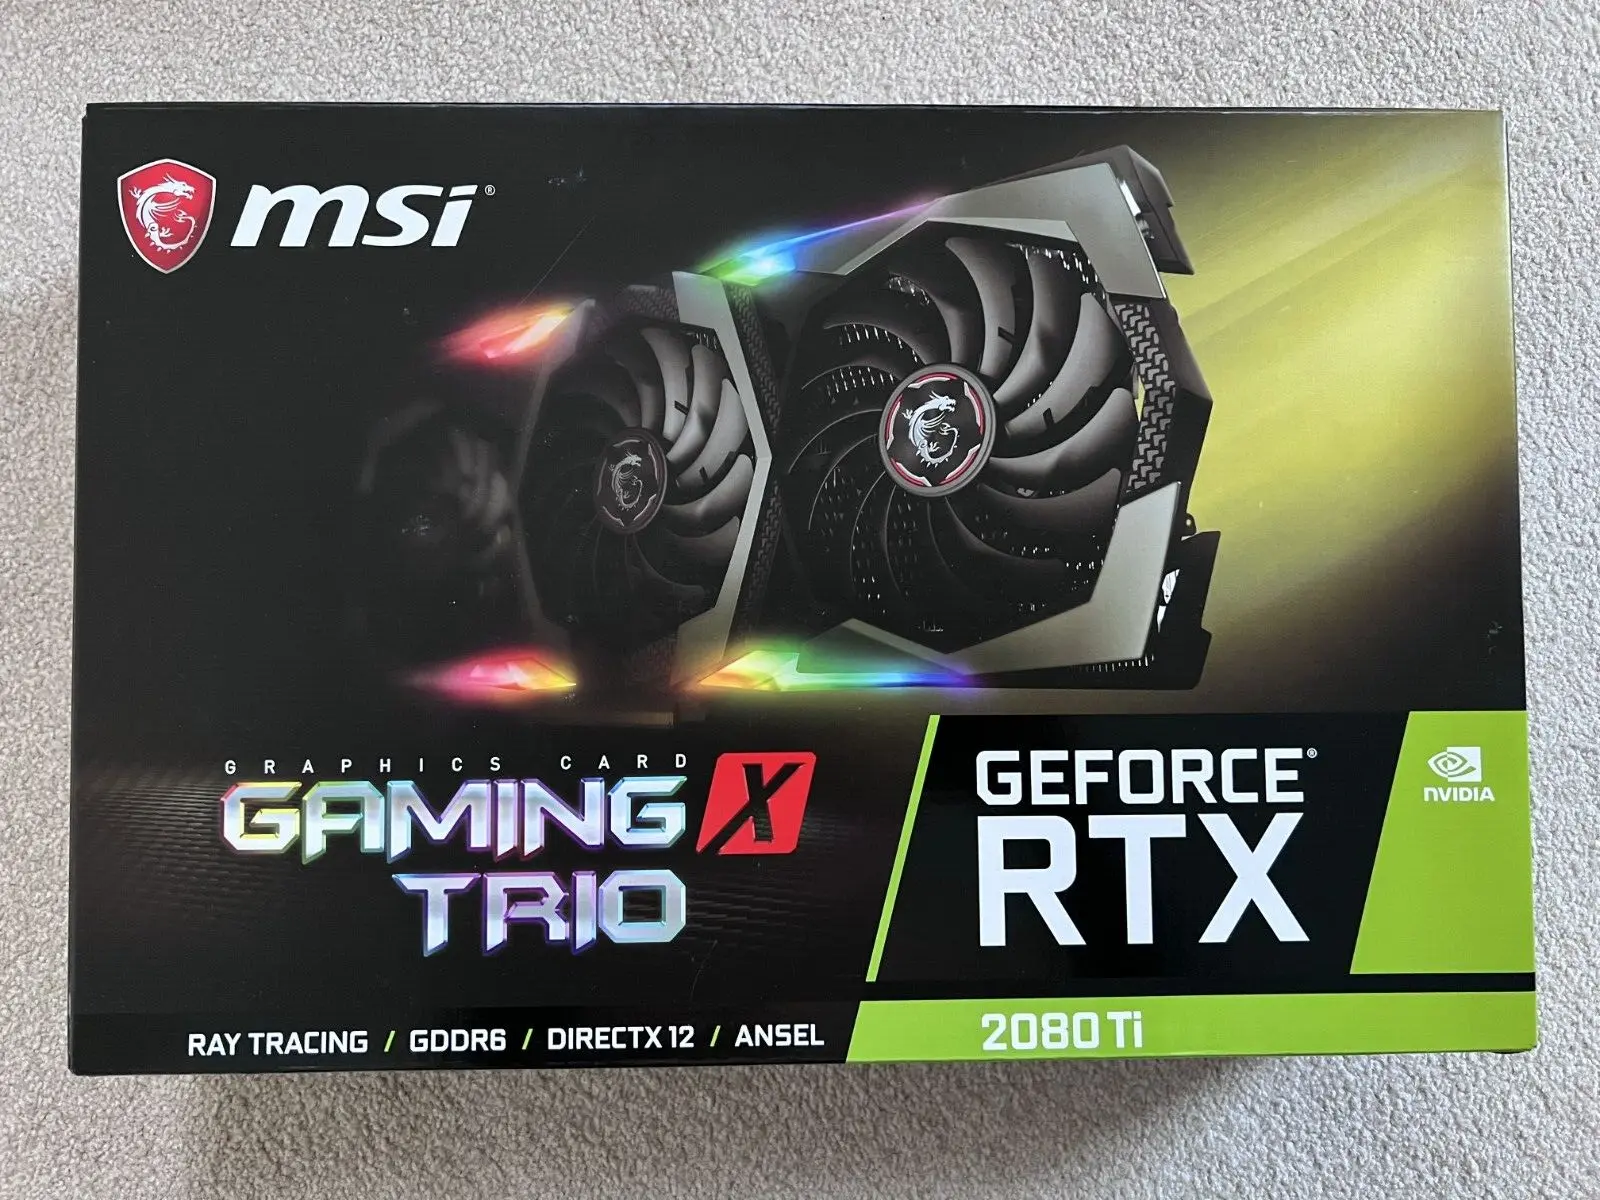 msi®
GRAPHICS CARD
GAMING X
TRIO
GEFORCE®
RTX
NVIDIA
RAY TRACING / GDDR6 / DIRECTX 12 / ANSEL
2080 Ti